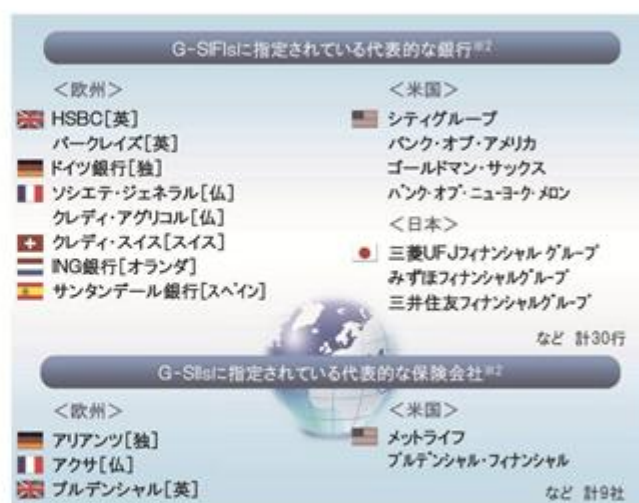 G-SIFIsに指定されている代表的な銀行※2
＜欧州＞
HSBC[英]
バークレイズ[英]
ドイツ銀行[独]
ソシエテ・ジェネラル[仏]
クレディ・アグリコル[仏]
クレディ・スイス[スイス]
ING銀行[オランダ]
サンタンデール銀行[スペイン]
＜米国＞
シティグループ
バンク・オブ・アメリカ
ゴールドマン・サックス
バンク・オブ・ニューヨーク・メロン
＜日本＞
三菱UFJフィナンシャル・グループ
みずほフィナンシャルグループ
三井住友フィナンシャルグループ
など 計30行
G-SIIsに指定されている代表的な保険会社※2
＜欧州＞
アリアンツ[独]
アクサ[仏]
プルデンシャル[英]
＜米国＞
メットライフ
プルデンシャル・フィナンシャル
など 計9社